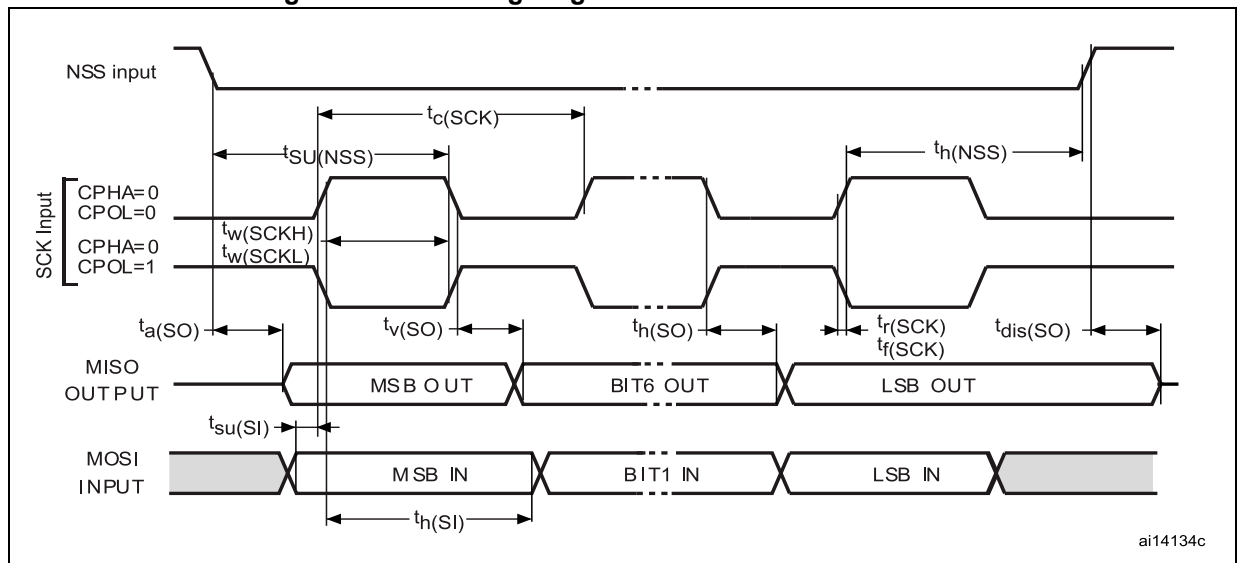 NSS input
tc(SCK)
tSU(NSS)
th(NSS)
SCK Input
CPHA=0
CPOL=0
CPHA=0
CPOL=1
tw(SCKH)
tw(SCKL)
ta(SO)
tv(SO)
th(SO)
tr(SCK)
tf(SCK)
tdis(SO)
MISO
OUTPUT
MSB OUT
BIT6 OUT
LSB OUT
tsu(SI)
MOSI
INPUT
MSB IN
BIT1 IN
LSB IN
th(SI)
ai14134c